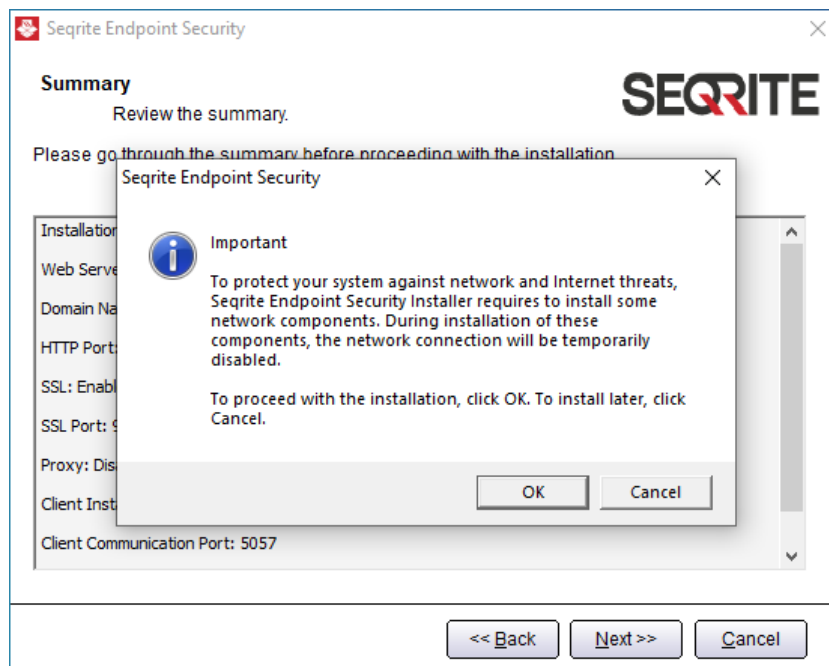 Seqrite Endpoint Security
Summary
Review the summary.
SEQRITE
Please go through the summary before proceeding with the installation
Seqrite Endpoint Security
Important
To protect your system against network and Internet threats,
Seqrite Endpoint Security Installer requires to install some
network components. During installation of these
components, the network connection will be temporarily
disabled.
To proceed with the installation, click OK. To install later, click
Cancel.
OK Cancel
Installation
Web Serve
Domain Na
HTTP Port:
SSL: Enabl
SSL Port: 9
Proxy: Dis
Client Inst
Client Communication Port: 5057
<< Back Next >> Cancel